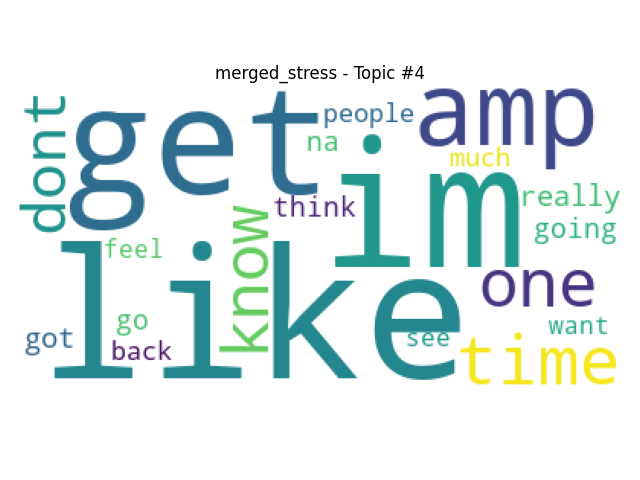 merged_stress - Topic #4
dont
get
amp
people
na
much
im
think
really
going
know
feel
like
one
go
got
back
see
want
time